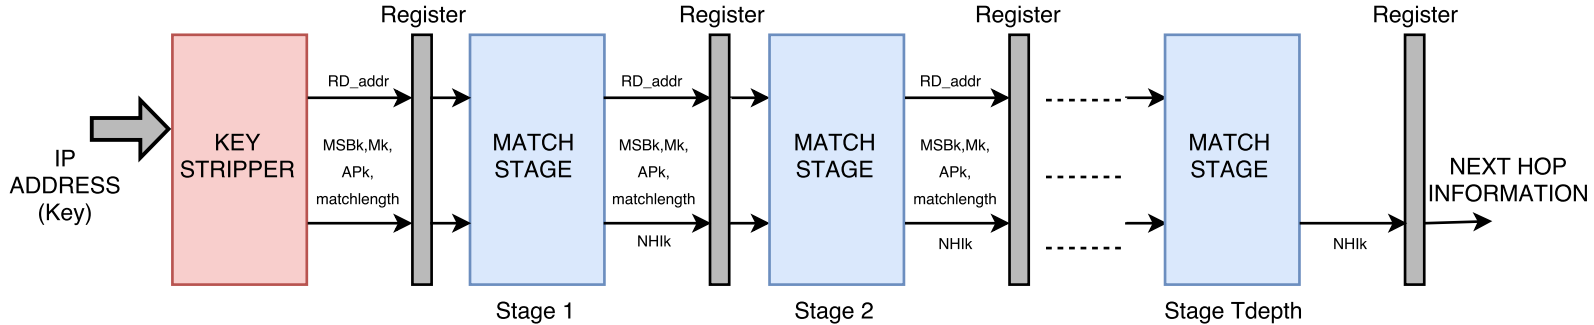 Register
Register
Register
Register
IP
ADDRESS
(Key)
KEY
STRIPPER
RD_addr
MSBk,Mk,
APk,
matchlength
MATCH
STAGE
Stage 1
RD_addr
MSBk,Mk,
APk,
matchlength
NHIk
MATCH
STAGE
Stage 2
RD_addr
MSBk,Mk,
APk,
matchlength
NHIk
MATCH
STAGE
Stage Tdepth
NHIk
NEXT HOP
INFORMATION